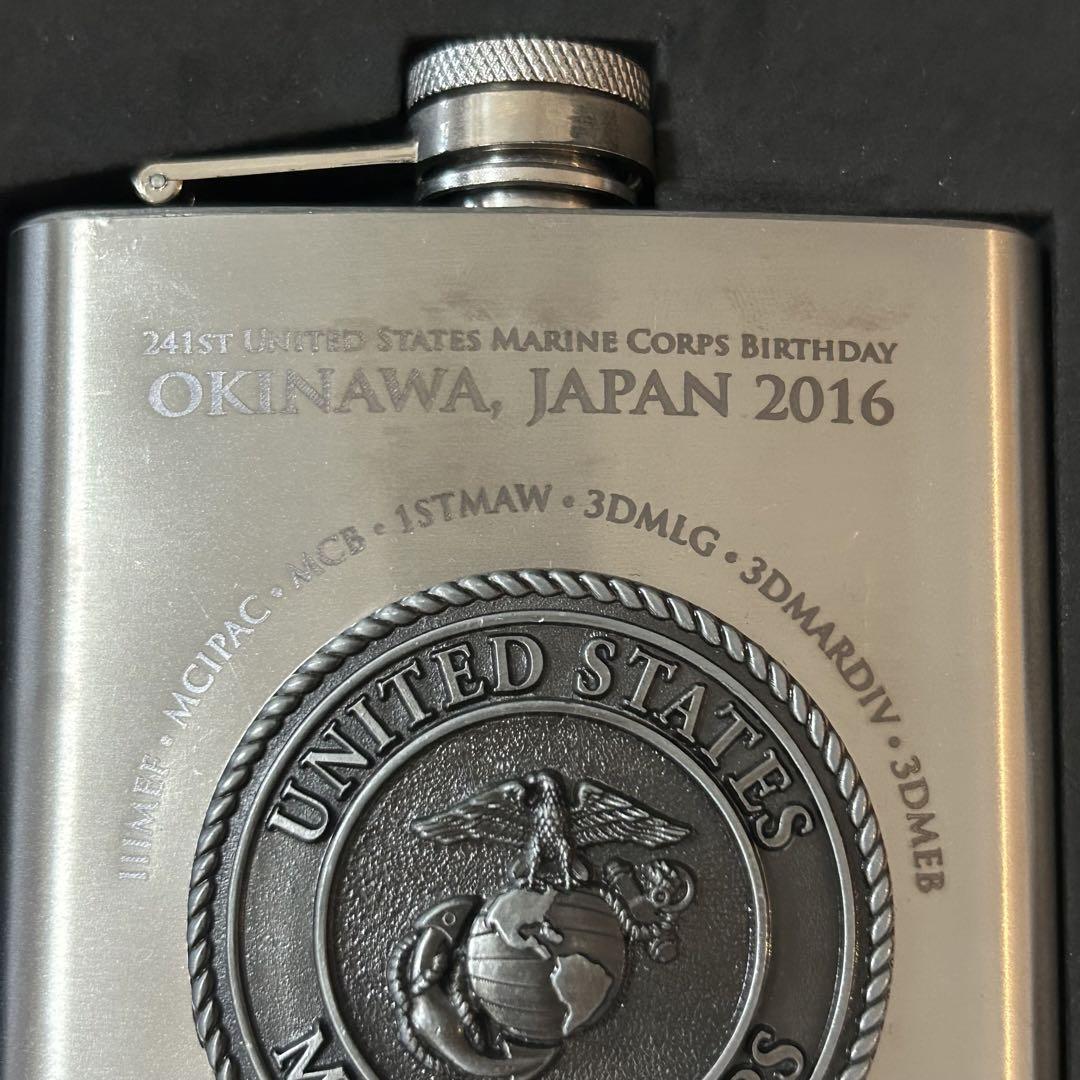 241ST UNITED STATES MARINE CORPS BIRTHDAY
OKINAWA, JAPAN 2016
IIIMEF • MCIPAC • MCB • 1STMAW • 3DMLG • 3DMARDIV • 3DMEB
UNITED STATES